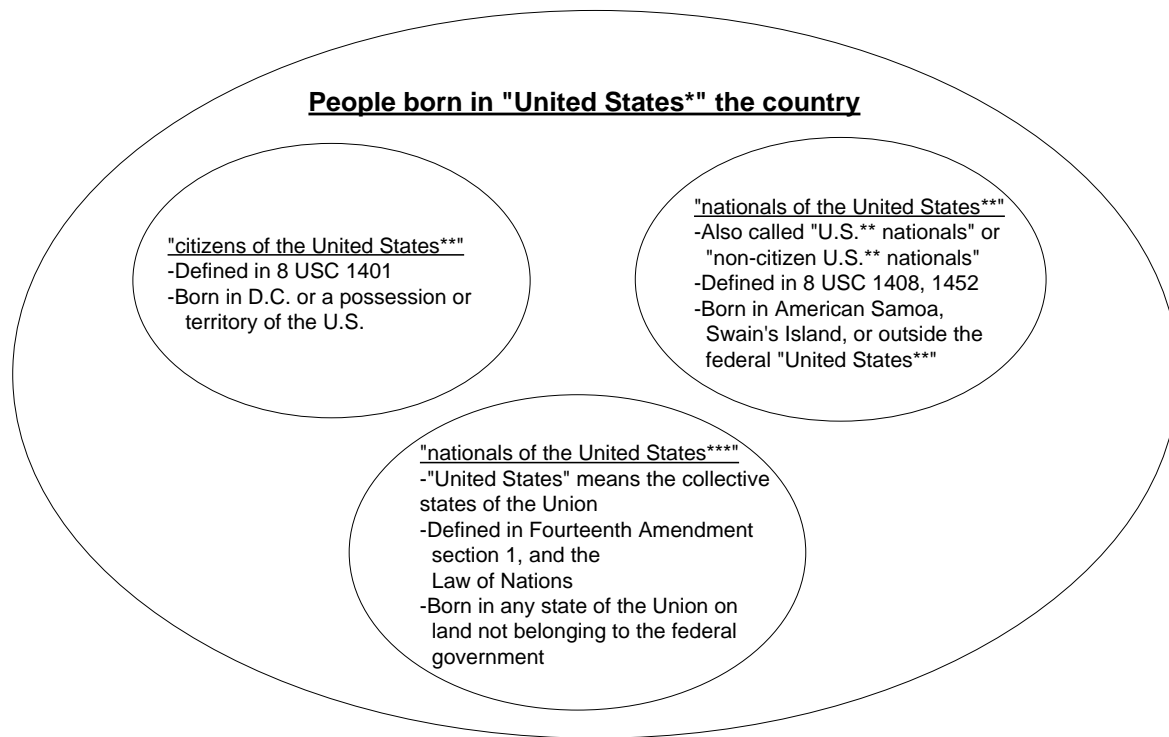 People born in "United States*" the country
"citizens of the United States**"
-Defined in 8 USC 1401
-Born in D.C. or a possession or
territory of the U.S.
"nationals of the United States**"
-Also called "U.S.** nationals" or
"non-citizen U.S.** nationals"
-Defined in 8 USC 1408, 1452
-Born in American Samoa,
Swain's Island, or outside the
federal "United States**"
"nationals of the United States***"
-"United States" means the collective
states of the Union
-Defined in Fourteenth Amendment
section 1, and the
Law of Nations
-Born in any state of the Union on
land not belonging to the federal
government